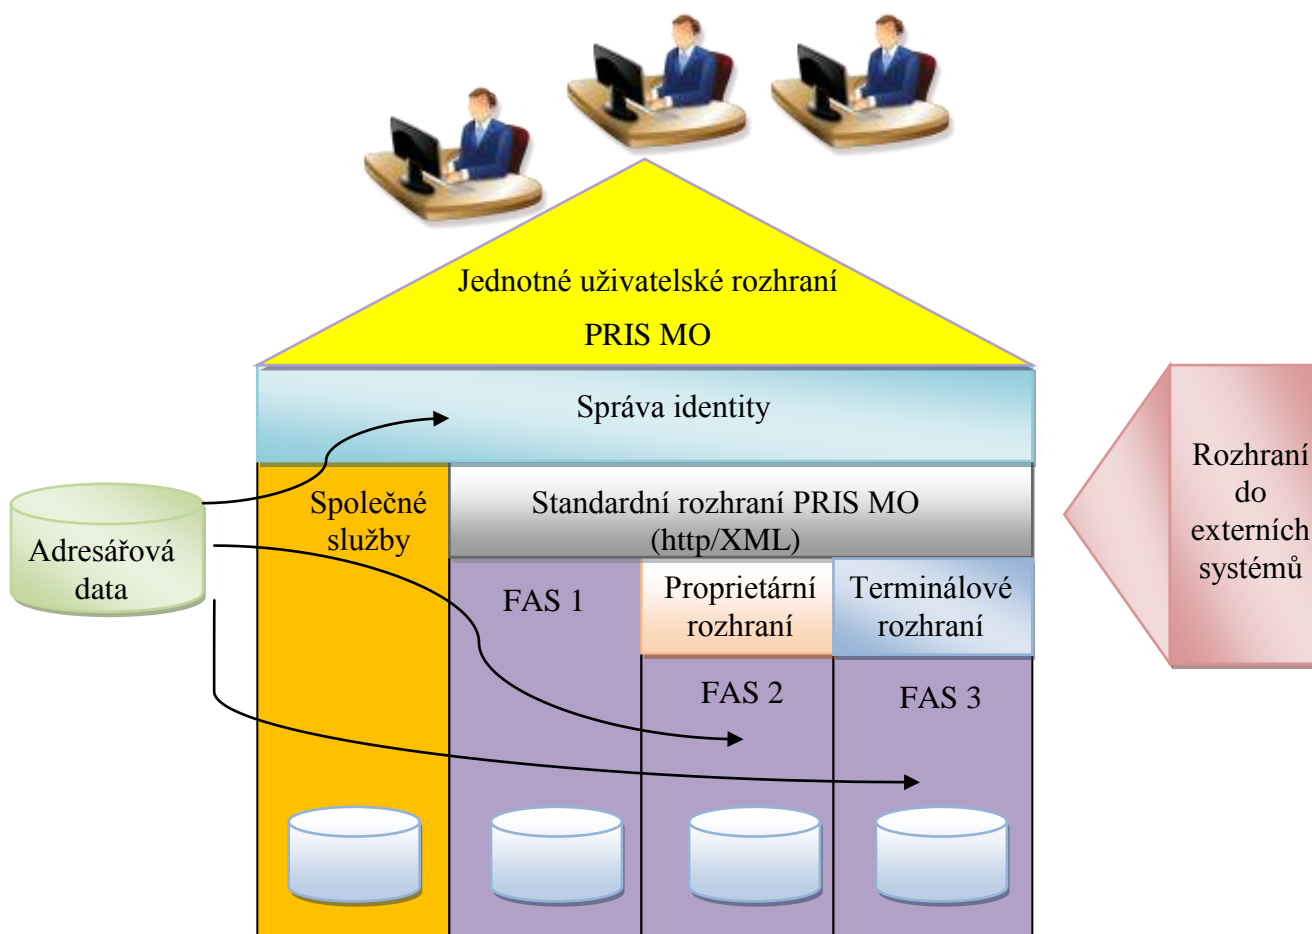 Jednotné uživatelské rozhraní
PRIS MO
Správa identity
Společné
služby
Standardní rozhraní PRIS MO
(http/XML)
Adresářová
data
FAS 1
Proprietární
rozhraní
Terminálové
rozhraní
FAS 2
FAS 3
Rozhraní
do
externích
systémů